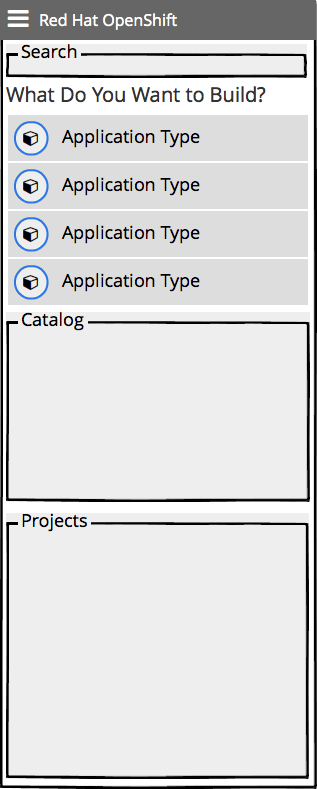 Red Hat OpenShift
Search
What Do You Want to Build?
Application Type
Application Type
Application Type
Application Type
Catalog
Projects